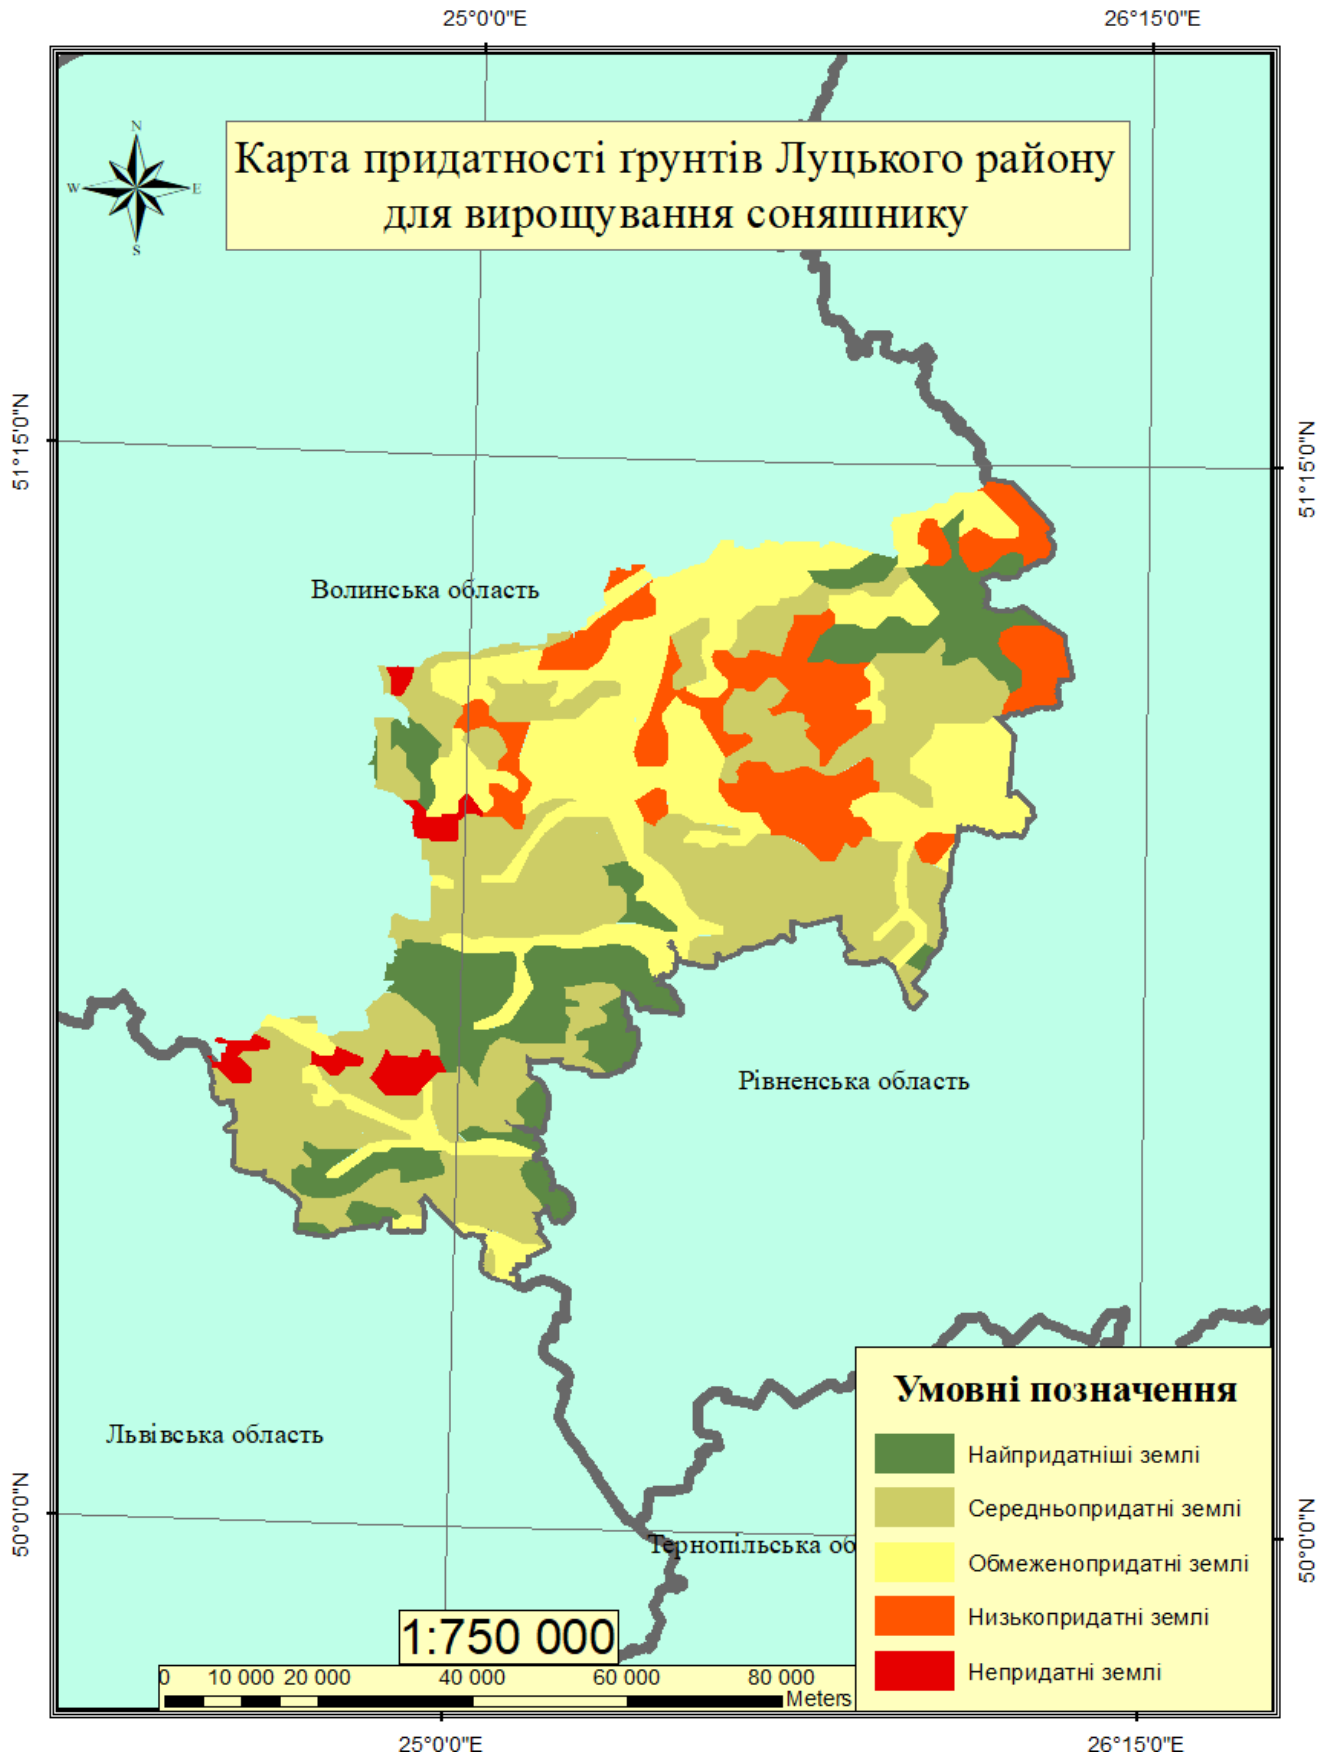 25°0'0"E
26°15'0"E
N
W
E
S
Карта придатності ґрунтів Луцького району
для вирощування соняшнику
51°15'0"N
51°15'0"N
Волинська область
Рівненська область
Львівська область
Тернопільська об
50°0'0"N
50°0'0"N
Умовні позначення
Найпридатніші землі
Середньопридатні землі
Обмеженопридатні землі
Низькопридатні землі
Непридатні землі
1:750 000
0 10 000 20 000 40 000 60 000 80 000
Meters
25°0'0"E
26°15'0"E